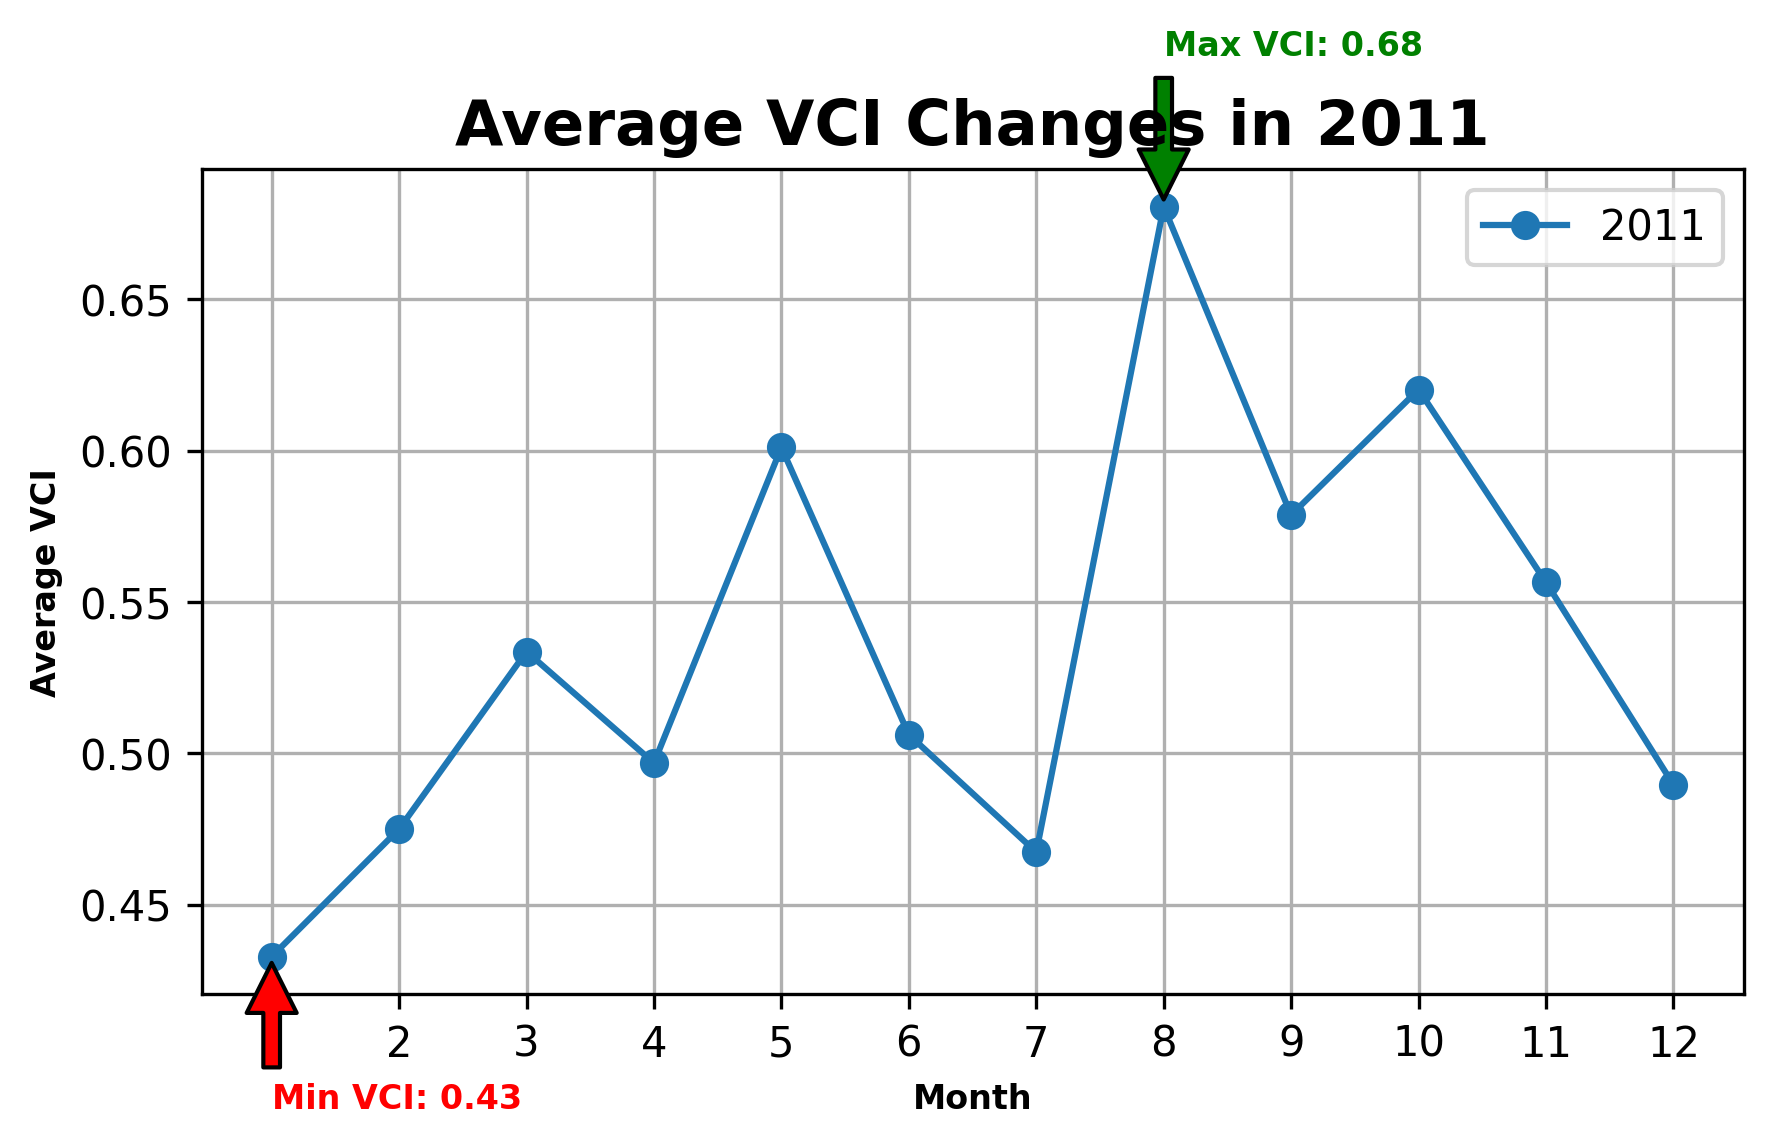 Max VCI: 0.68
Average VCI Changes in 2011
2011
0.65
0.60
0.55
0.50
0.45
Average VCI
2 3 4 5 6 7 8 9 10 11 12
Min VCI: 0.43
Month